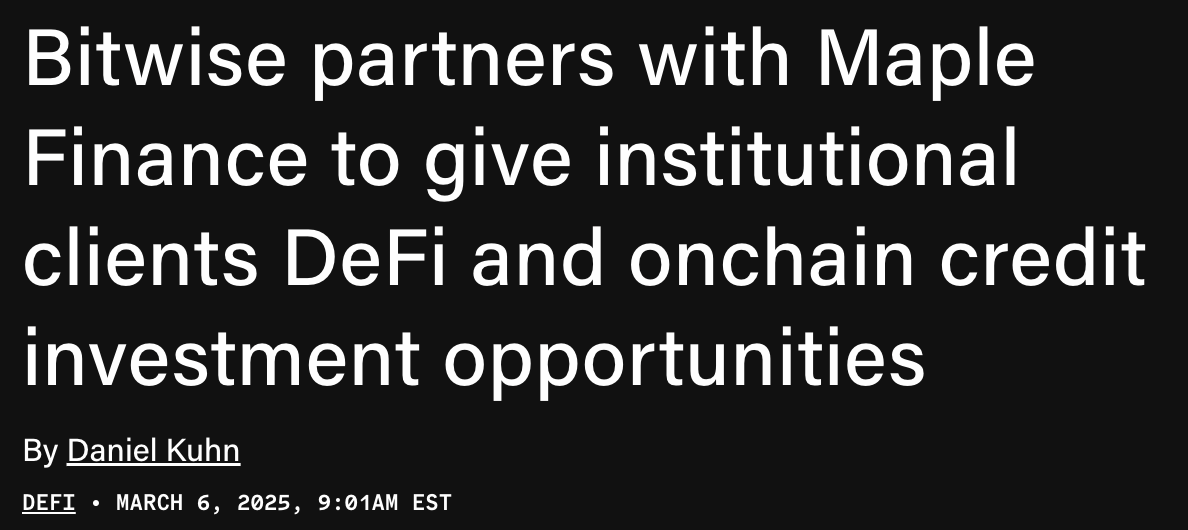 Bitwise partners with Maple
Finance to give institutional
clients DeFi and onchain credit
investment opportunities
By Daniel Kuhn
DEFI • MARCH 6, 2025, 9:01AM EST